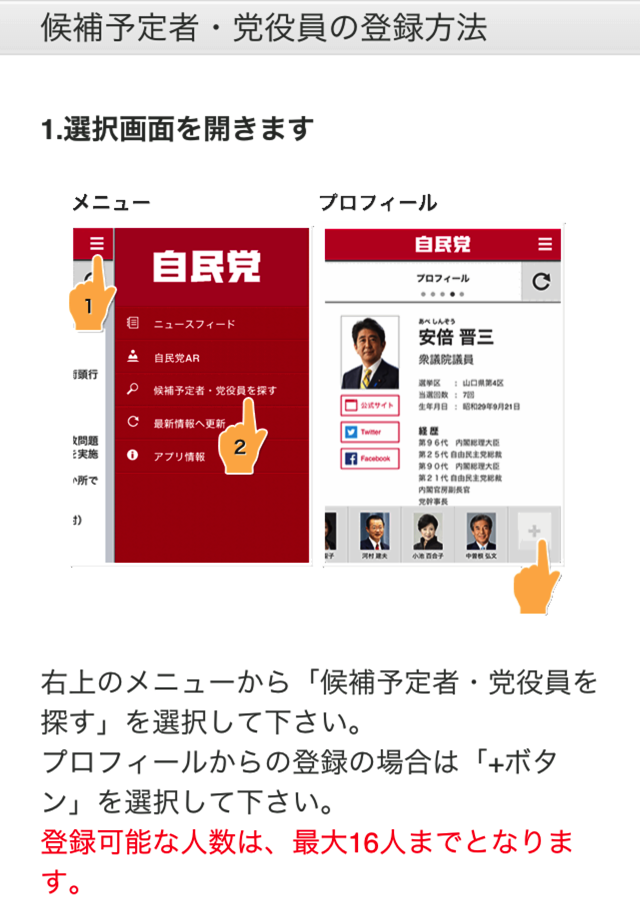 候補予定者・党役員の登録方法
1.選択画面を開きます
メニュー
プロフィール
1
自民党
ニュースフィード
自民党AR
候補予定者・党役員を探す
最新情報へ更新
アプリ情報
2
街頭行
攻問題
を実施
い所で
付)
自民党
プロフィール
あべ しんぞう
安倍 晋三
衆議院議員
選挙区 : 山口県第4区
当選回数 : 7回
生年月日 : 昭和29年9月21日
公式サイト
Twitter
Facebook
経歴
第96代 内閣総理大臣
第25代 自由民主党総裁
第90代 内閣総理大臣
第21代 自由民主党総裁
内閣官房副長官
党幹事長
河村 建夫
小池 百合子
中曽根 弘文
+
右上のメニューから「候補予定者・党役員を
探す」を選択して下さい。
プロフィールからの登録の場合は「+ボタ
ン」を選択して下さい。
登録可能な人数は、最大16人までとなりま
す。